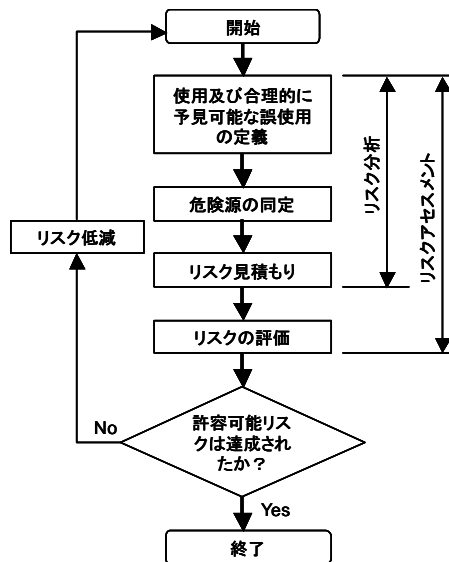 開始
使用及び合理的に
予見可能な誤使用
の定義
危険源の同定
リスク見積もり
リスクの評価
リスク分析
リスクアセスメント
リスク低減
許容可能リス
クは達成され
たか？
No
Yes
終了